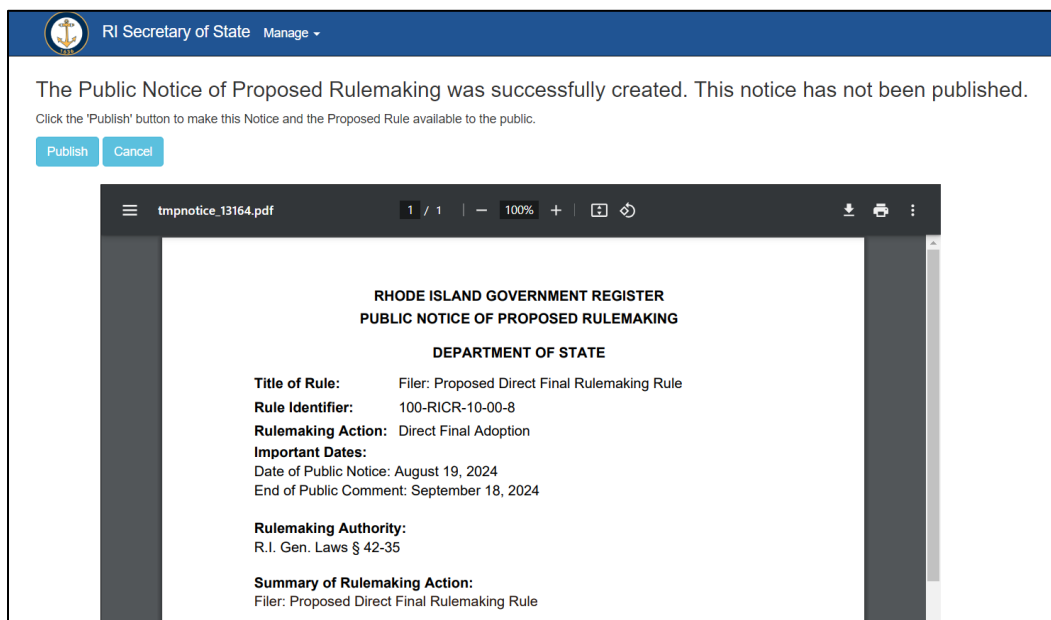 RI Secretary of State Manage
The Public Notice of Proposed Rulemaking was successfully created. This notice has not been published.
Click the 'Publish' button to make this Notice and the Proposed Rule available to the public.
Publish Cancel
tmpnotice_13164.pdf 1 / 1 100%
RHODE ISLAND GOVERNMENT REGISTER
PUBLIC NOTICE OF PROPOSED RULEMAKING
DEPARTMENT OF STATE
Title of Rule: Filer: Proposed Direct Final Rulemaking Rule
Rule Identifier: 100-RICR-10-00-8
Rulemaking Action: Direct Final Adoption
Important Dates:
Date of Public Notice: August 19, 2024
End of Public Comment: September 18, 2024
Rulemaking Authority:
R.I. Gen. Laws § 42-35
Summary of Rulemaking Action:
Filer: Proposed Direct Final Rulemaking Rule